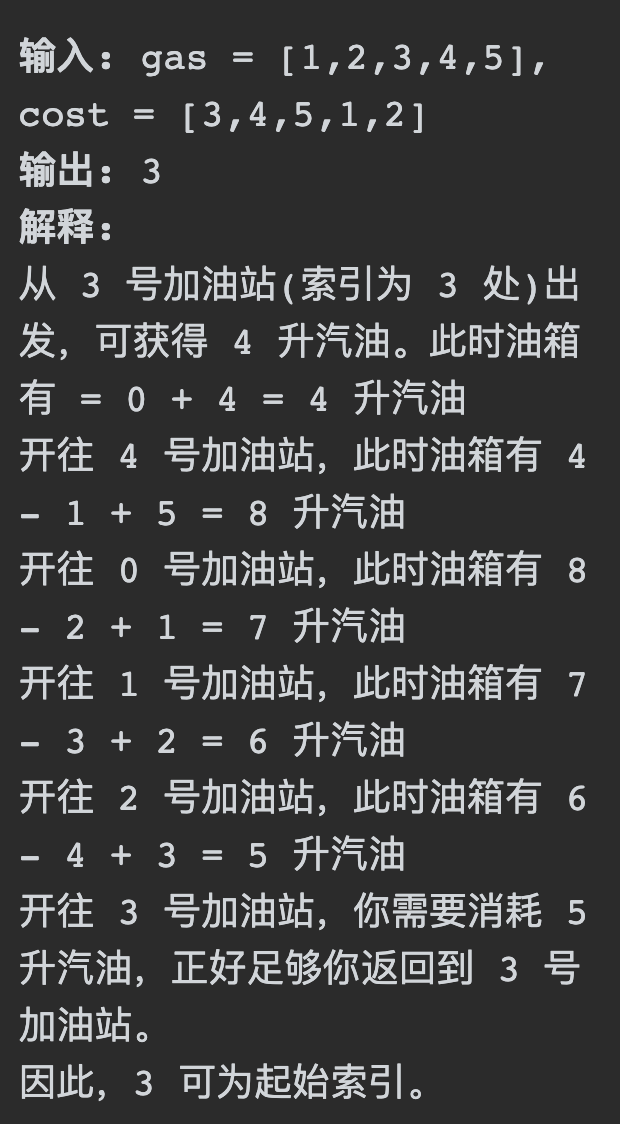 输入: gas = [1,2,3,4,5],
cost = [3,4,5,1,2]
输出: 3
解释:
从 3 号加油站(索引为 3 处)出
发, 可获得 4 升汽油。此时油箱
有 = 0 + 4 = 4 升汽油
开往 4 号加油站, 此时油箱有 4
- 1 + 5 = 8 升汽油
开往 0 号加油站, 此时油箱有 8
- 2 + 1 = 7 升汽油
开往 1 号加油站, 此时油箱有 7
- 3 + 2 = 6 升汽油
开往 2 号加油站, 此时油箱有 6
- 4 + 3 = 5 升汽油
开往 3 号加油站, 你需要消耗 5
升汽油, 正好足够你返回到 3 号
加油站。
因此, 3 可为起始索引。